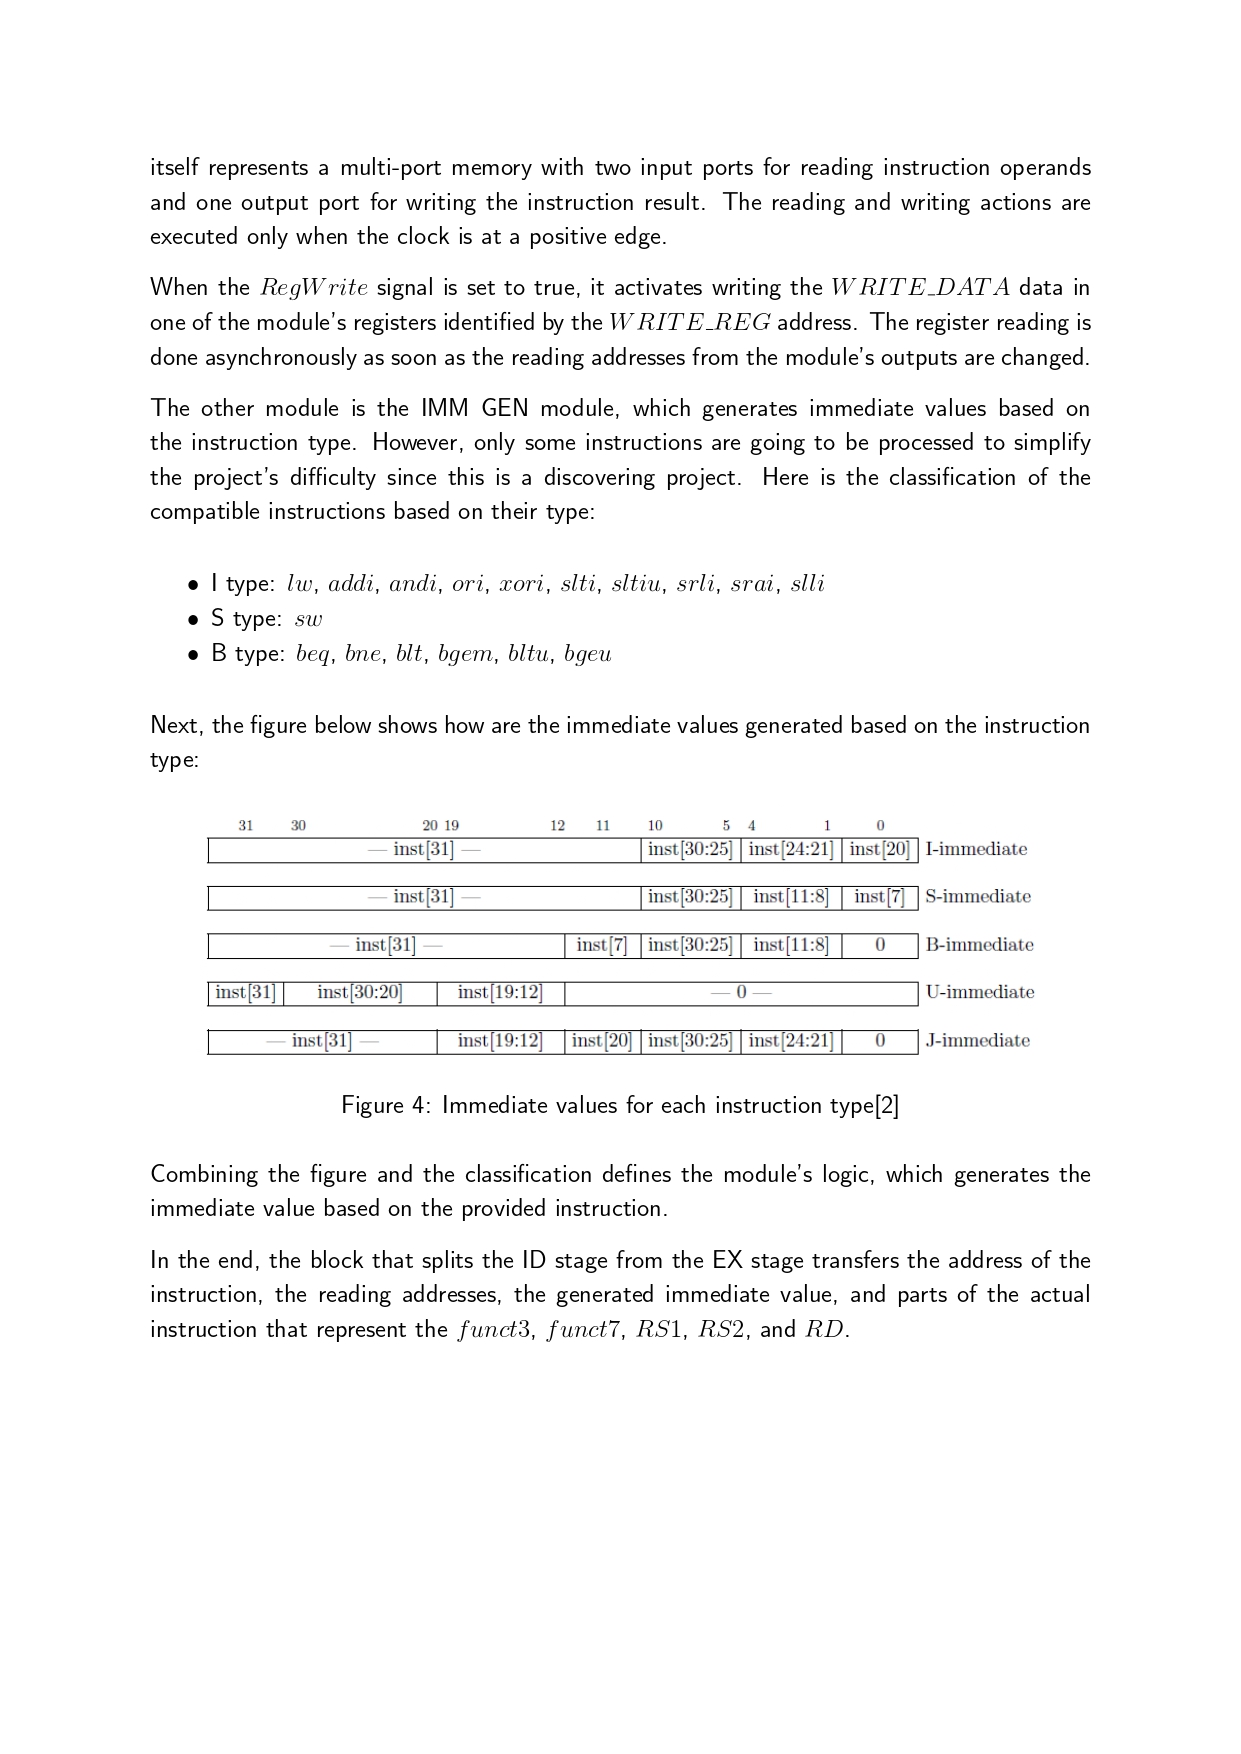 itself represents a multi-port memory with two input ports for reading instruction operands
and one output port for writing the instruction result. The reading and writing actions are
executed only when the clock is at a positive edge.
When the RegWrite signal is set to true, it activates writing the WRITE_DATA data in
one of the module's registers identified by the WRITE_REG address. The register reading is
done asynchronously as soon as the reading addresses from the module's outputs are changed.
The other module is the IMM GEN module, which generates immediate values based on
the instruction type. However, only some instructions are going to be processed to simplify
the project's difficulty since this is a discovering project. Here is the classification of the
compatible instructions based on their type:
• I type: lw, addi, andi, ori, xori, slti, sltiu, srli, srai, slli
• S type: sw
• B type: beq, bne, blt, bgem, bltu, bgeu
Next, the figure below shows how are the immediate values generated based on the instruction
type:
31 30 20 19 12 11 10 5 4 1 0
— inst[31] — inst[30:25] inst[24:21] inst[20] I-immediate
— inst[31] — inst[30:25] inst[11:8] inst[7] S-immediate
— inst[31] — inst[7] inst[30:25] inst[11:8] 0 B-immediate
inst[31] inst[30:20] inst[19:12] — 0 — U-immediate
— inst[31] — inst[19:12] inst[20] inst[30:25] inst[24:21] 0 J-immediate
Figure 4: Immediate values for each instruction type[2]
Combining the figure and the classification defines the module's logic, which generates the
immediate value based on the provided instruction.
In the end, the block that splits the ID stage from the EX stage transfers the address of the
instruction, the reading addresses, the generated immediate value, and parts of the actual
instruction that represent the funct3, funct7, RS1, RS2, and RD.